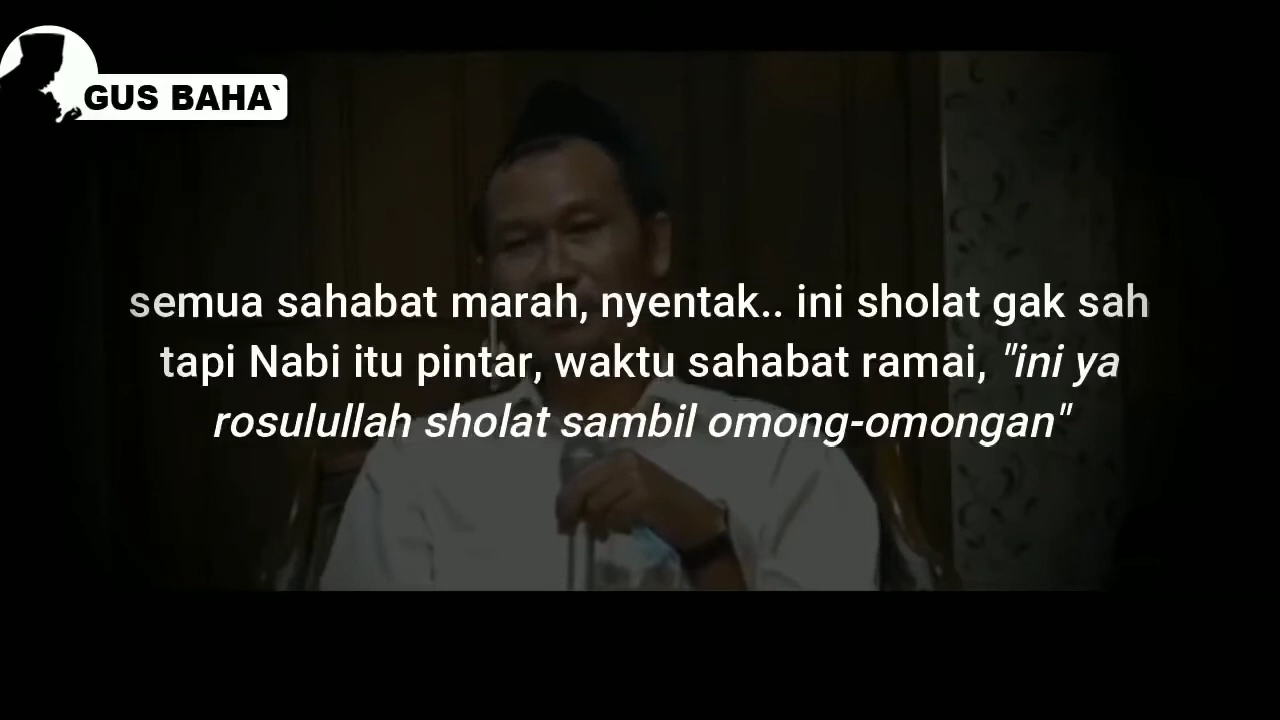 GUS BAHA`
semua sahabat marah, nyentak.. ini sholat gak sah
tapi Nabi itu pintar, waktu sahabat ramai, "ini ya
rosulullah sholat sambil omong-omongan"